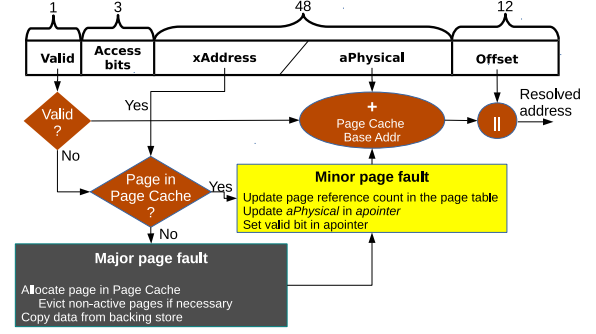 1
3
48
12
Valid
Access
bits
xAddress
aPhysical
Offset
Valid
?
Yes
+
Page Cache
Base Addr
||
Resolved
address
No
Page in
Page Cache
?
Yes
Minor page fault
Update page reference count in the page table
Update aPhysical in apointer
Set valid bit in apointer
No
Major page fault
Allocate page in Page Cache
Evict non-active pages if necessary
Copy data from backing store